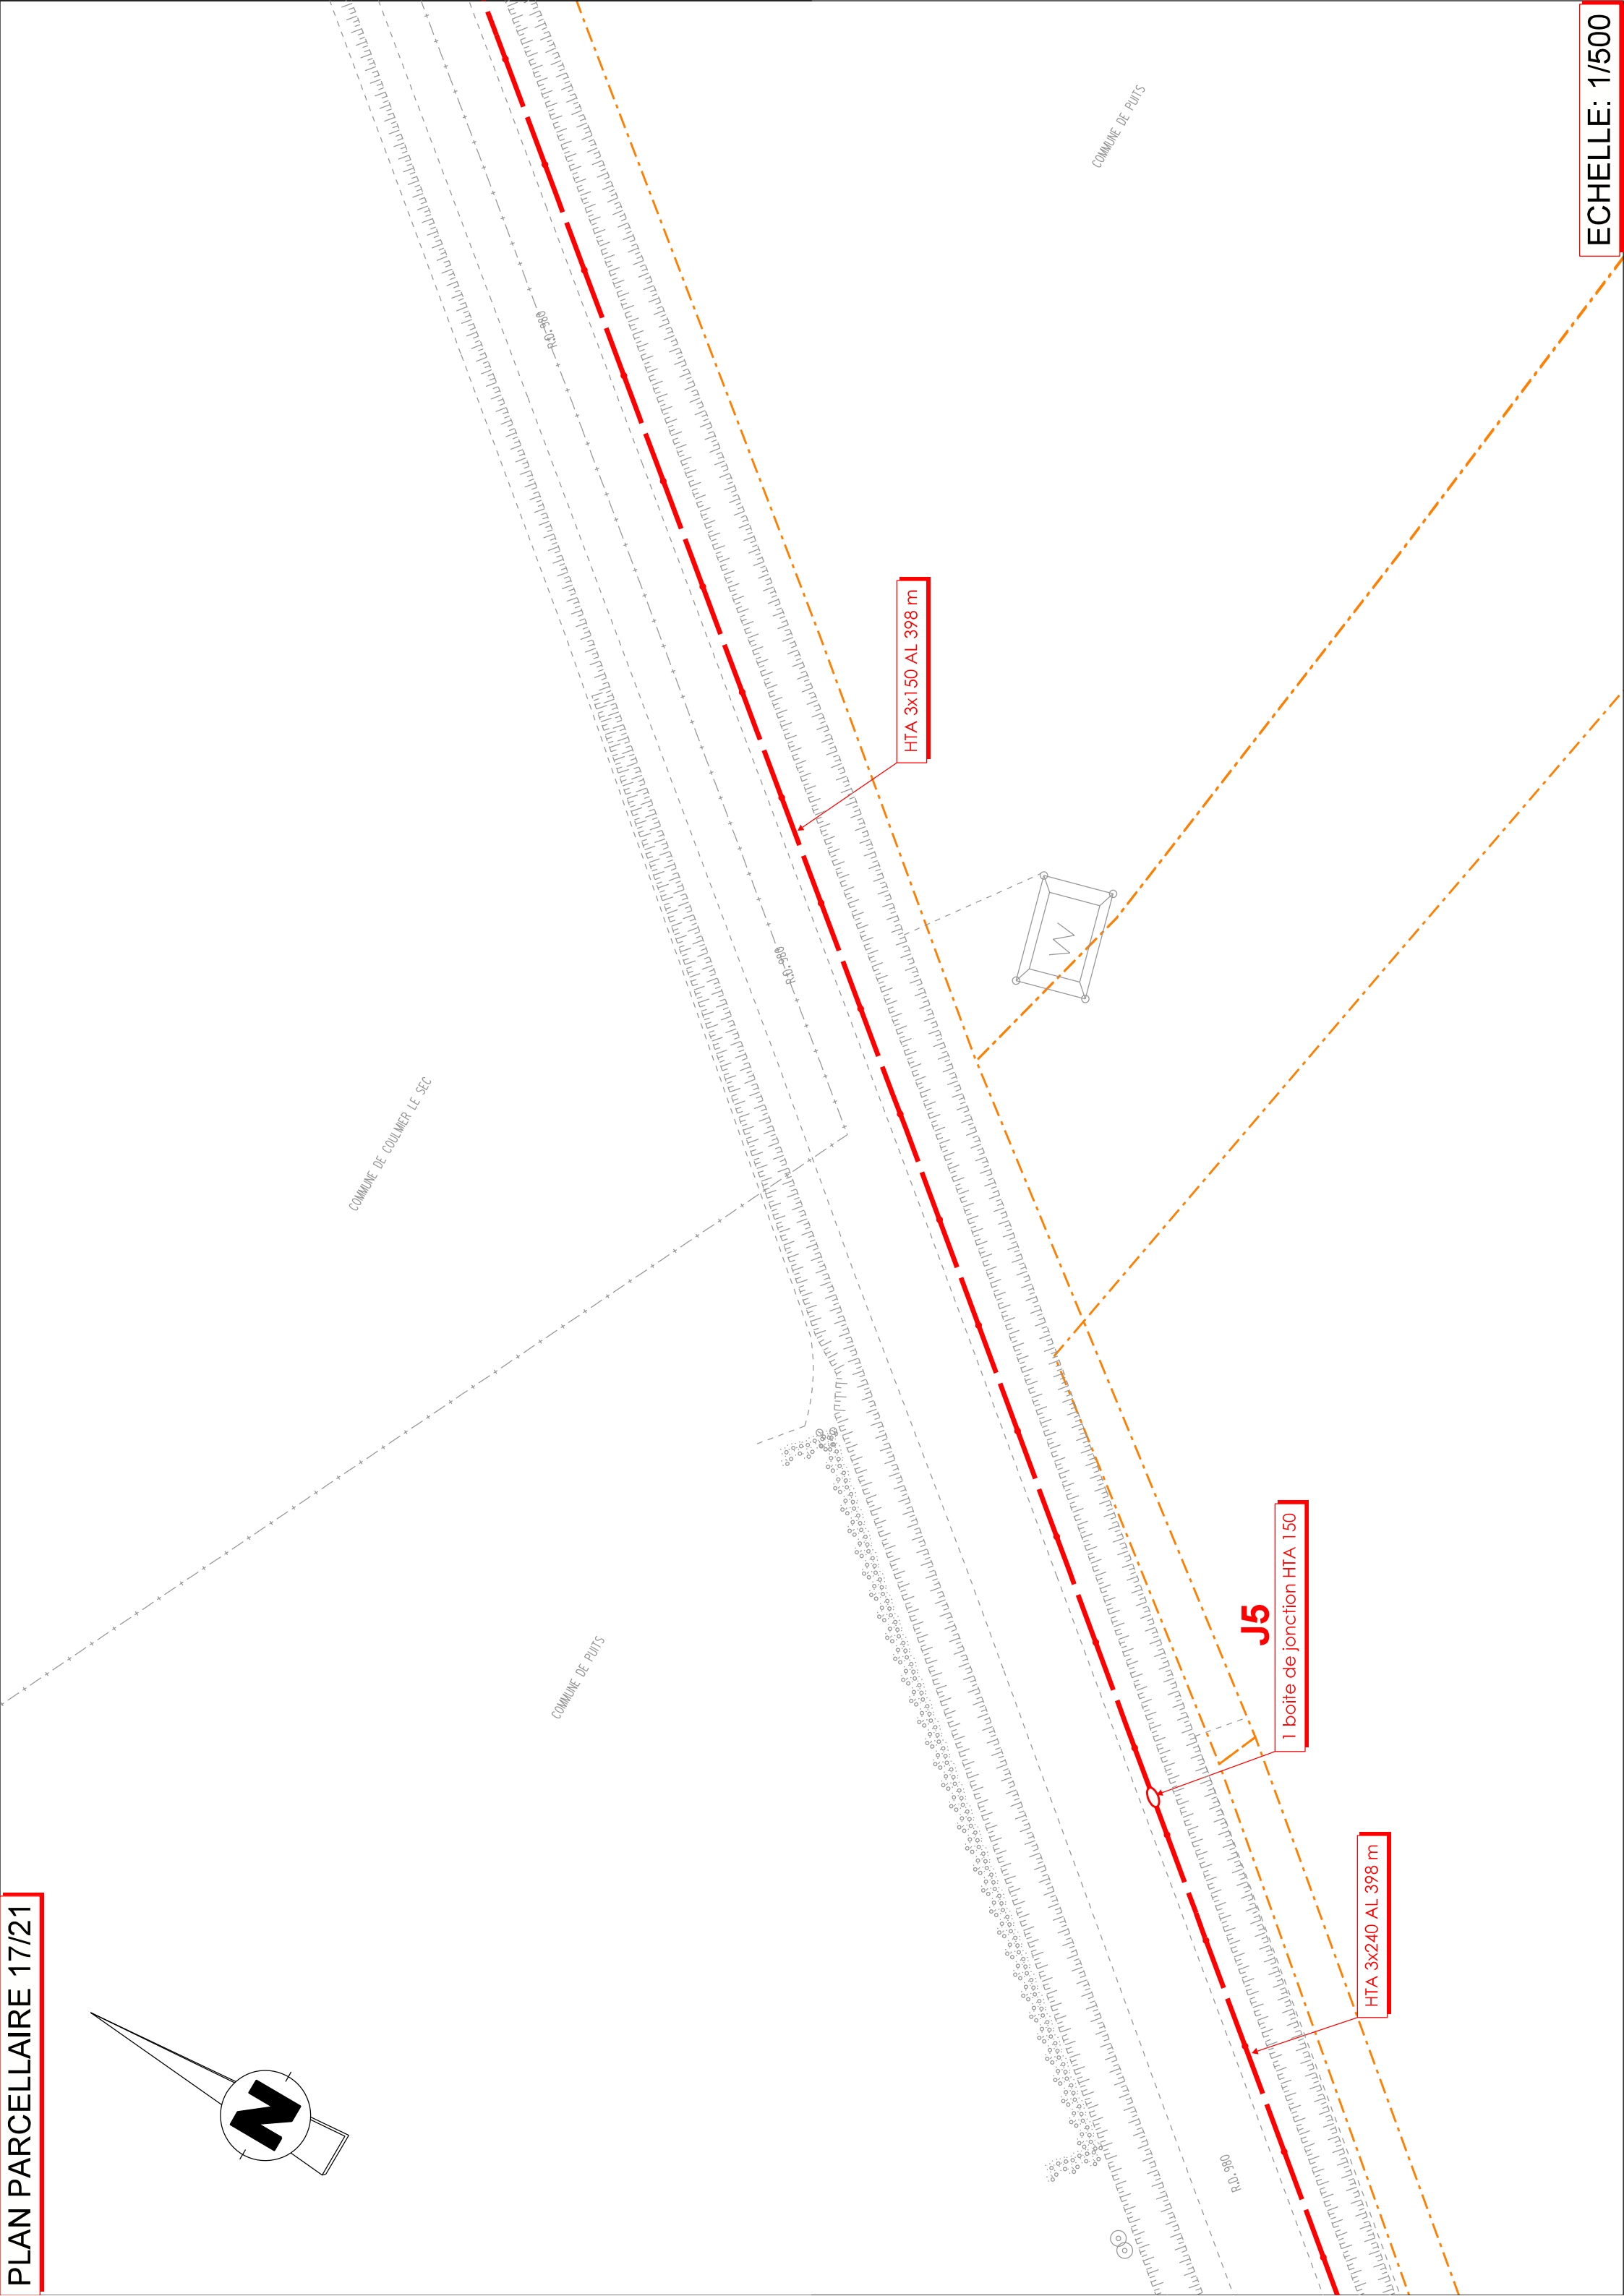 PLAN PARCELLAIRE 17/21
N
COMMUNE DE COULMIER LE SEC
COMMUNE DE PUITS
R.D. 980
R.D. 980
R.D. 980
HTA 3x150 AL 398 m
COMMUNE DE PUITS
J5
1 boite de jonction HTA 150
HTA 3x240 AL 398 m
ECHELLE: 1/500